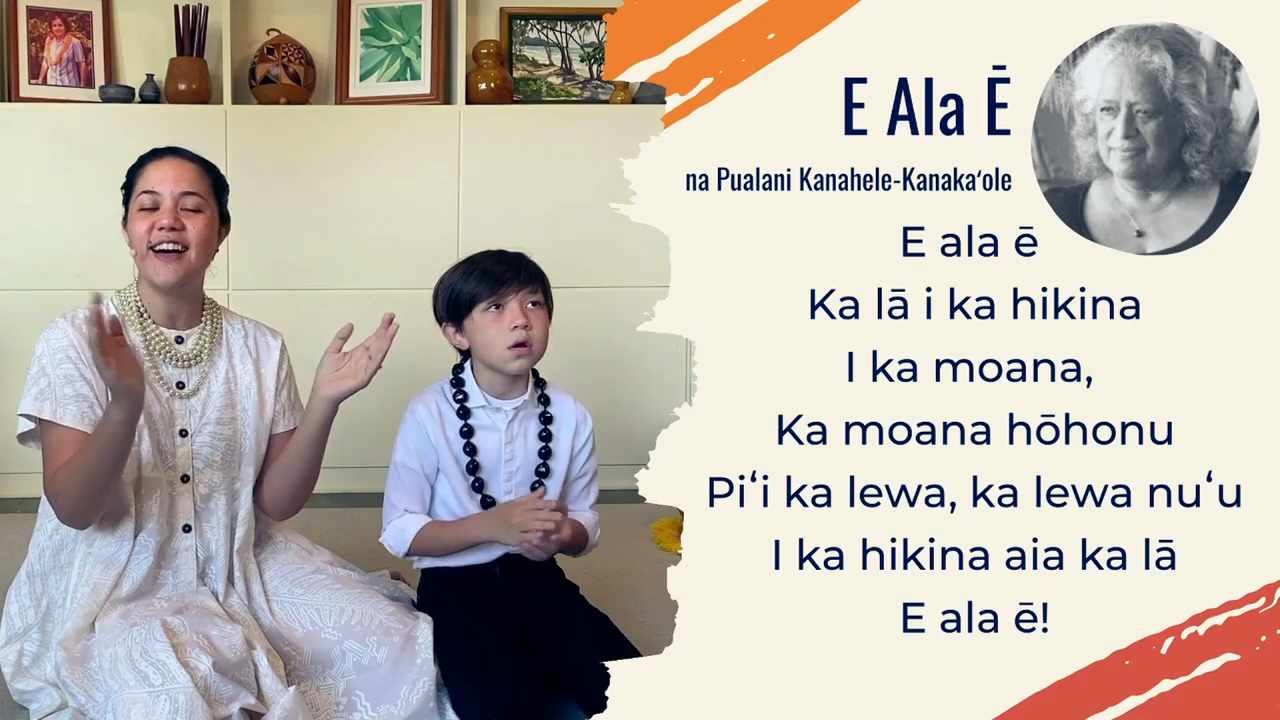 E Ala Ē
na Pualani Kanahele-Kanakaʻole
E ala ē
Ka lā i ka hikina
I ka moana,
Ka moana hōhonu
Piʻi ka lewa, ka lewa nuʻu
I ka hikina aia ka lā
E ala ē!